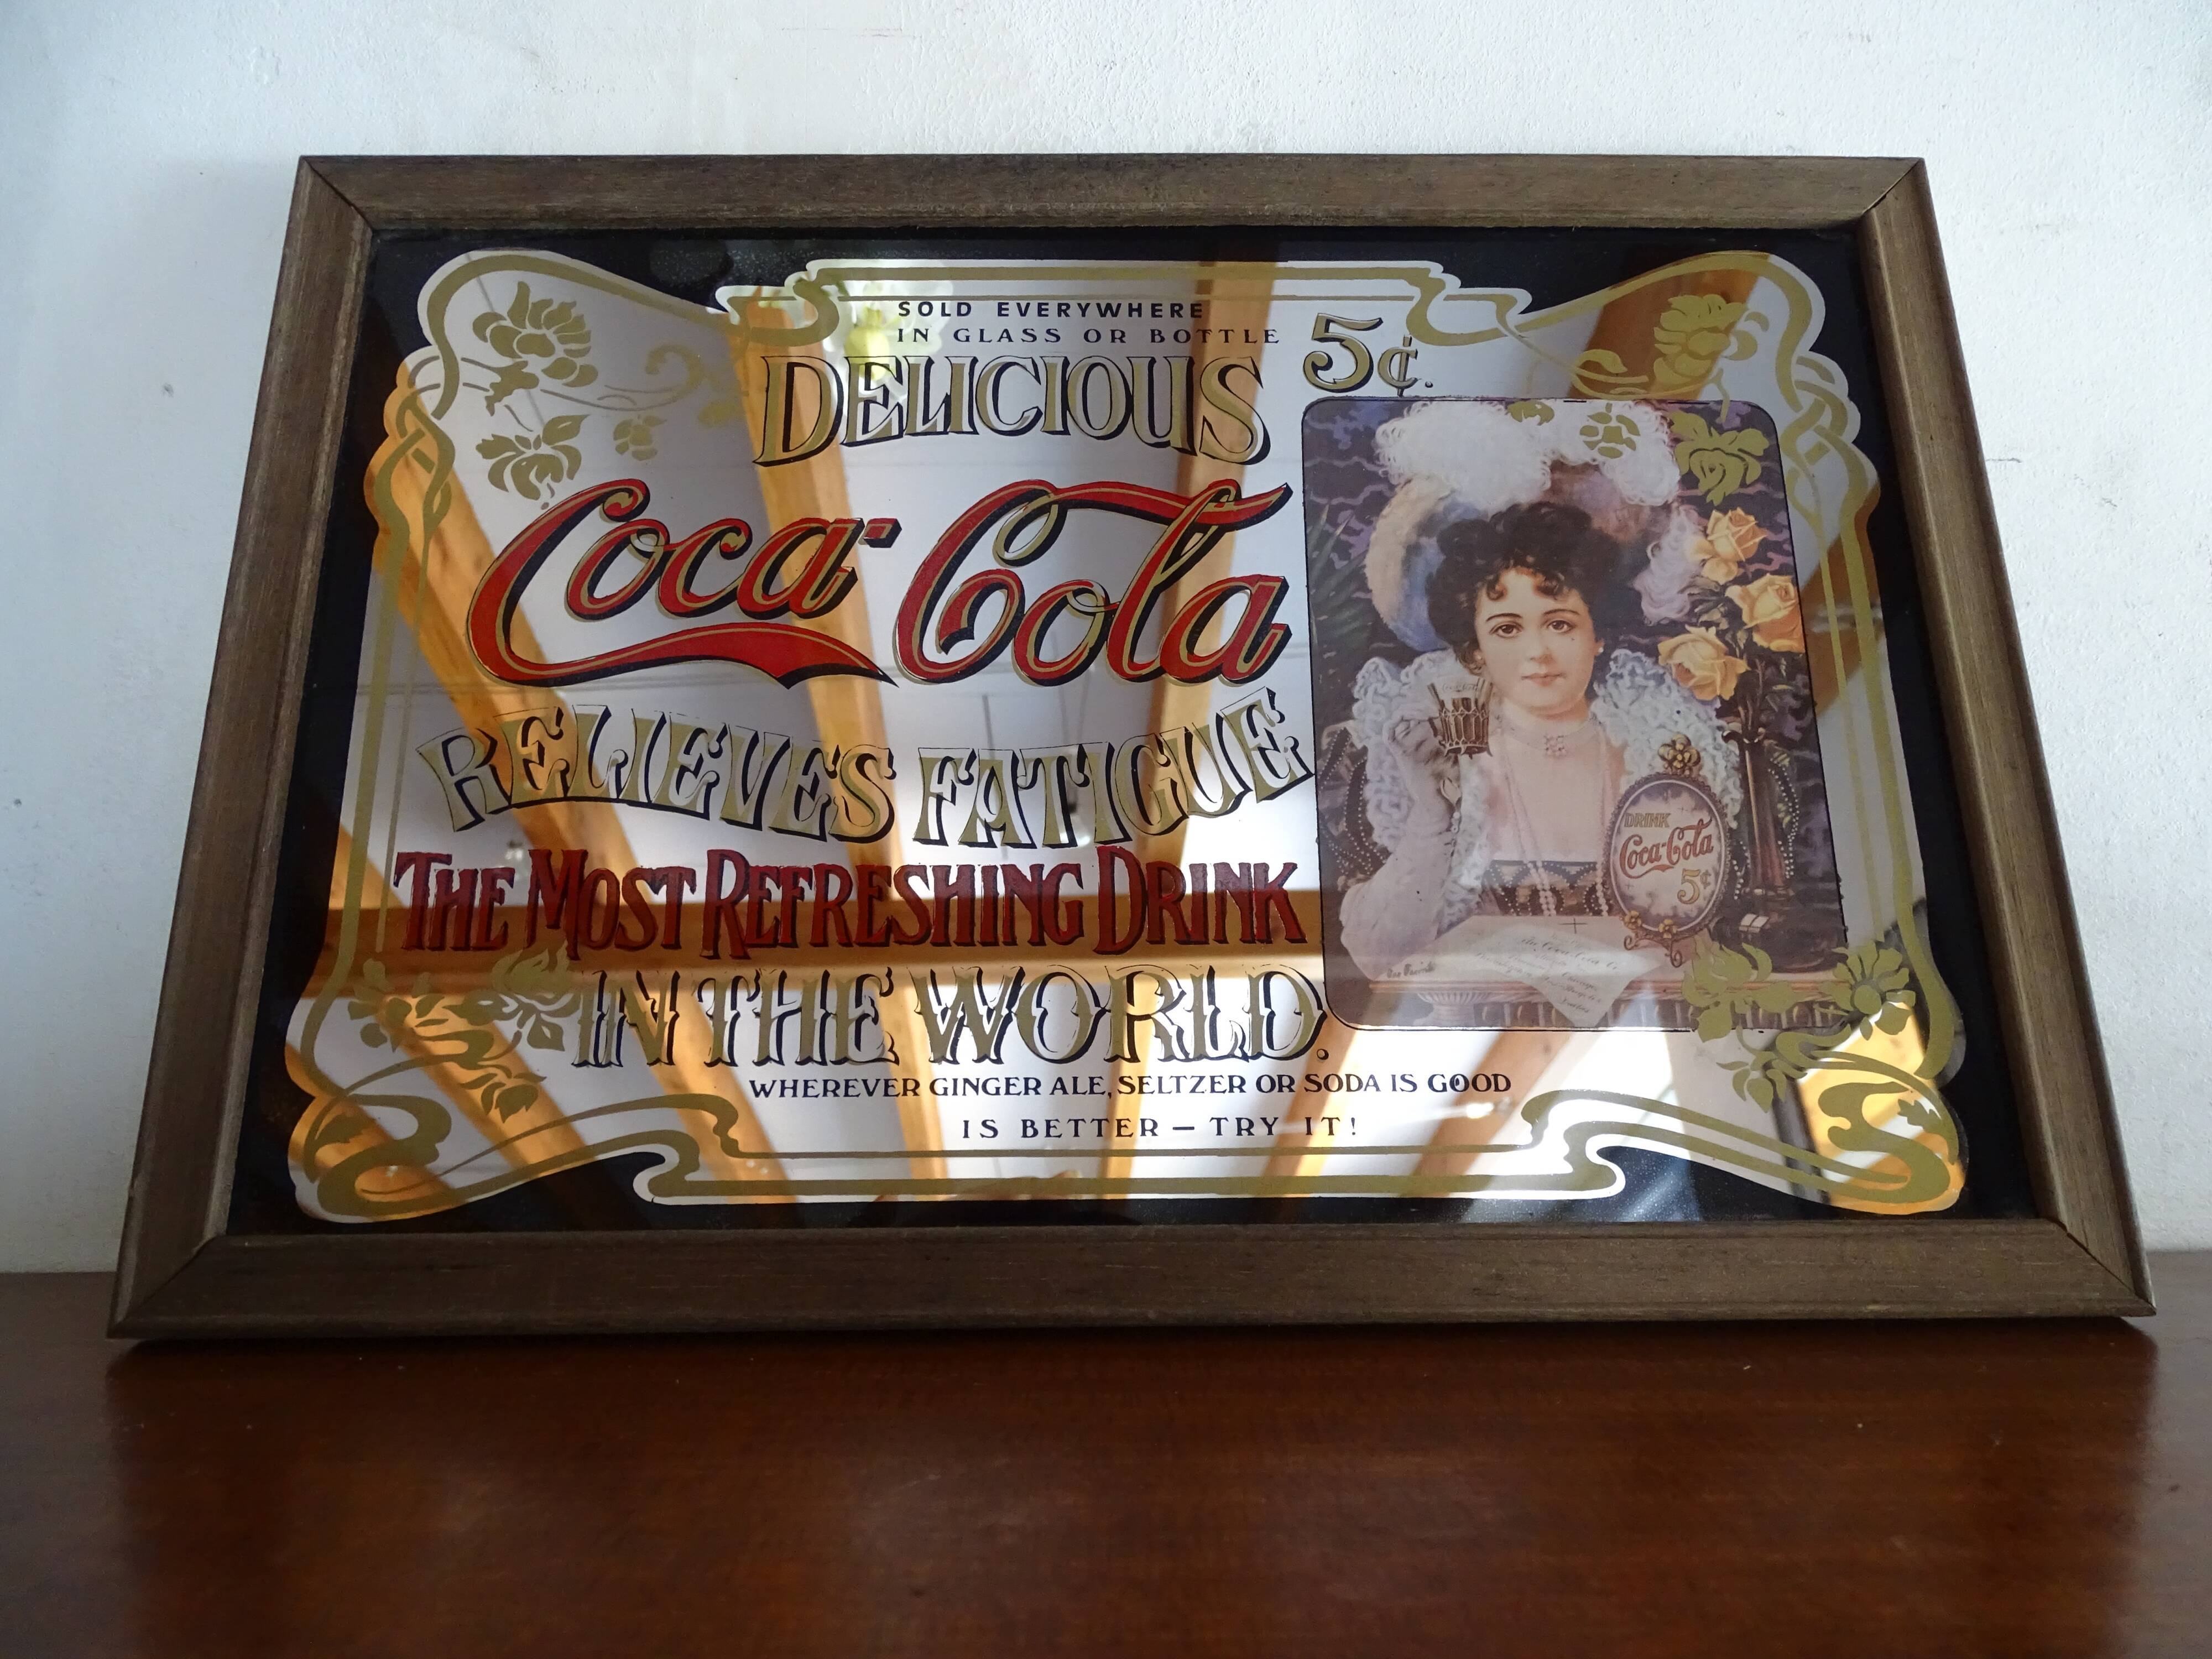 SOLD EVERYWHERE
IN GLASS OR BOTTLE
5¢.
DELICIOUS
Coca-Cola
RELIEVES FATIGUE
THE MOST REFRESHING DRINK
IN THE WORLD.
WHEREVER GINGER ALE, SELTZER OR SODA IS GOOD
IS BETTER – TRY IT!
DRINK
Coca-Cola
5¢